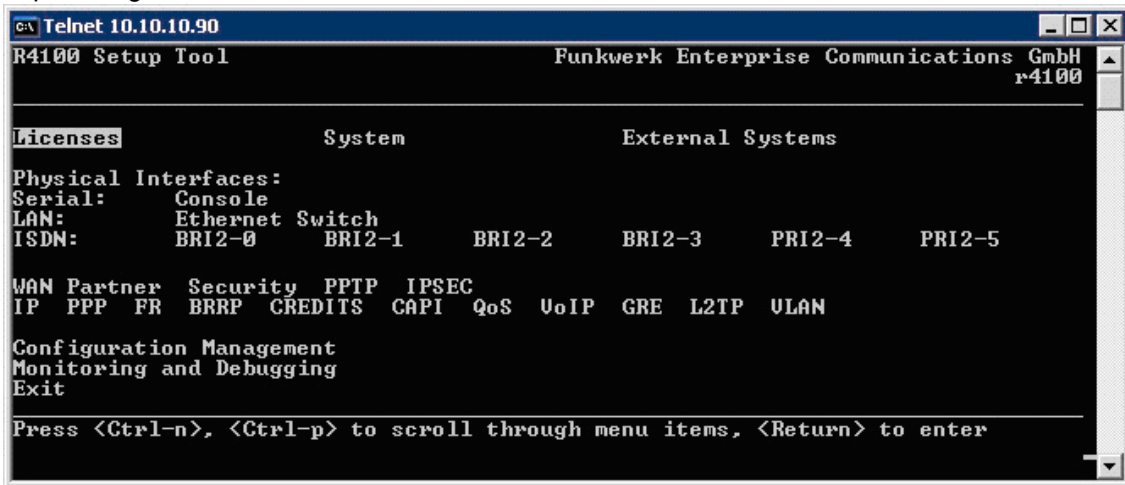 Telnet 10.10.10.90
R4100 Setup Tool Funkwerk Enterprise Communications GmbH
r4100
Licenses System External Systems
Physical Interfaces:
Serial: Console
LAN: Ethernet Switch
ISDN: BRI2-0 BRI2-1 BRI2-2 BRI2-3 PRI2-4 PRI2-5
WAN Partner Security PPTP IPSEC
IP PPP FR BRRP CREDITS CAPI QoS VoIP GRE L2TP VLAN
Configuration Management
Monitoring and Debugging
Exit
Press <Ctrl-n>, <Ctrl-p> to scroll through menu items, <Return> to enter